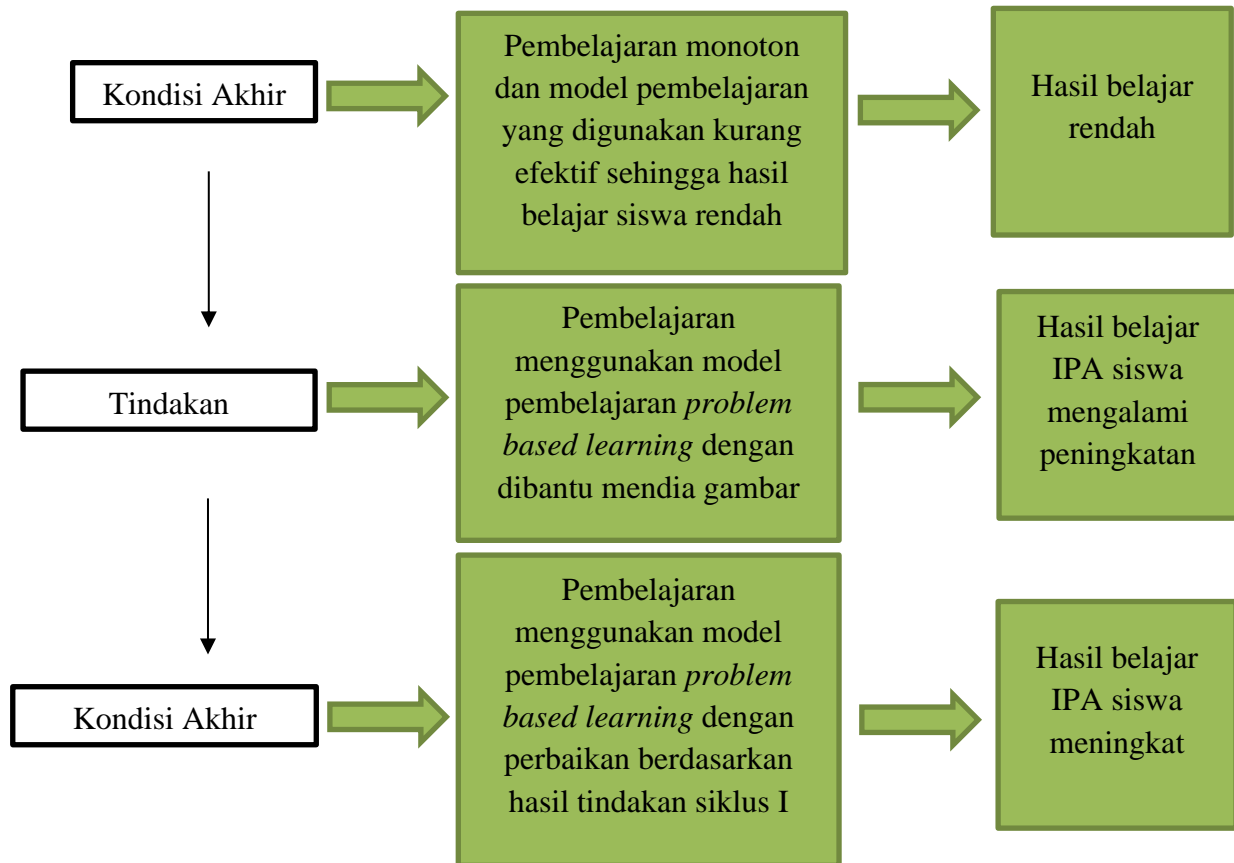 Kondisi Akhir
Pembelajaran monoton
dan model pembelajaran
yang digunakan kurang
efektif sehingga hasil
belajar siswa rendah
Hasil belajar
rendah
Tindakan
Pembelajaran
menggunakan model
pembelajaran problem
based learning dengan
dibantu mendia gambar
Hasil belajar
IPA siswa
mengalami
peningkatan
Kondisi Akhir
Pembelajaran
menggunakan model
pembelajaran problem
based learning dengan
perbaikan berdasarkan
hasil tindakan siklus I
Hasil belajar
IPA siswa
meningkat